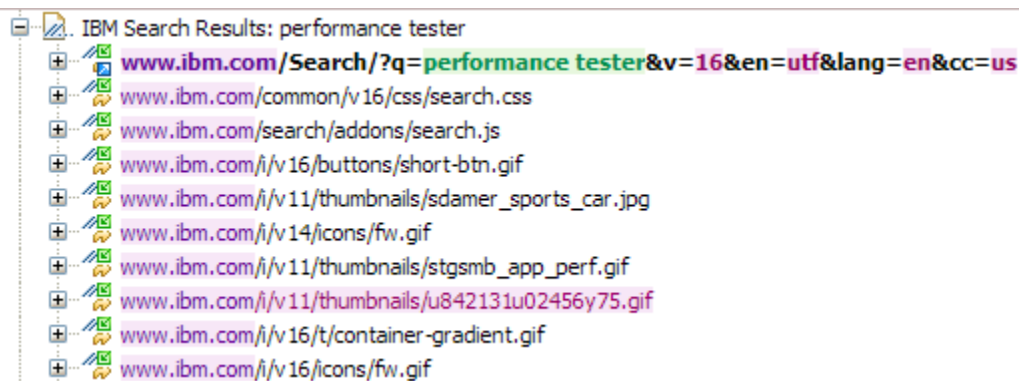 IBM Search Results: performance tester
www.ibm.com/Search/?q=performance tester&v=16&en=utf&lang=en&cc=us
www.ibm.com/common/v16/css/search.css
www.ibm.com/search/addons/search.js
www.ibm.com/i/v16/buttons/short-btn.gif
www.ibm.com/i/v11/thumbnails/sdamer_sports_car.jpg
www.ibm.com/i/v14/icons/fw.gif
www.ibm.com/i/v11/thumbnails/stgsmb_app_perf.gif
www.ibm.com/i/v11/thumbnails/u842131u02456y75.gif
www.ibm.com/i/v16/t/container-gradient.gif
www.ibm.com/i/v16/icons/fw.gif